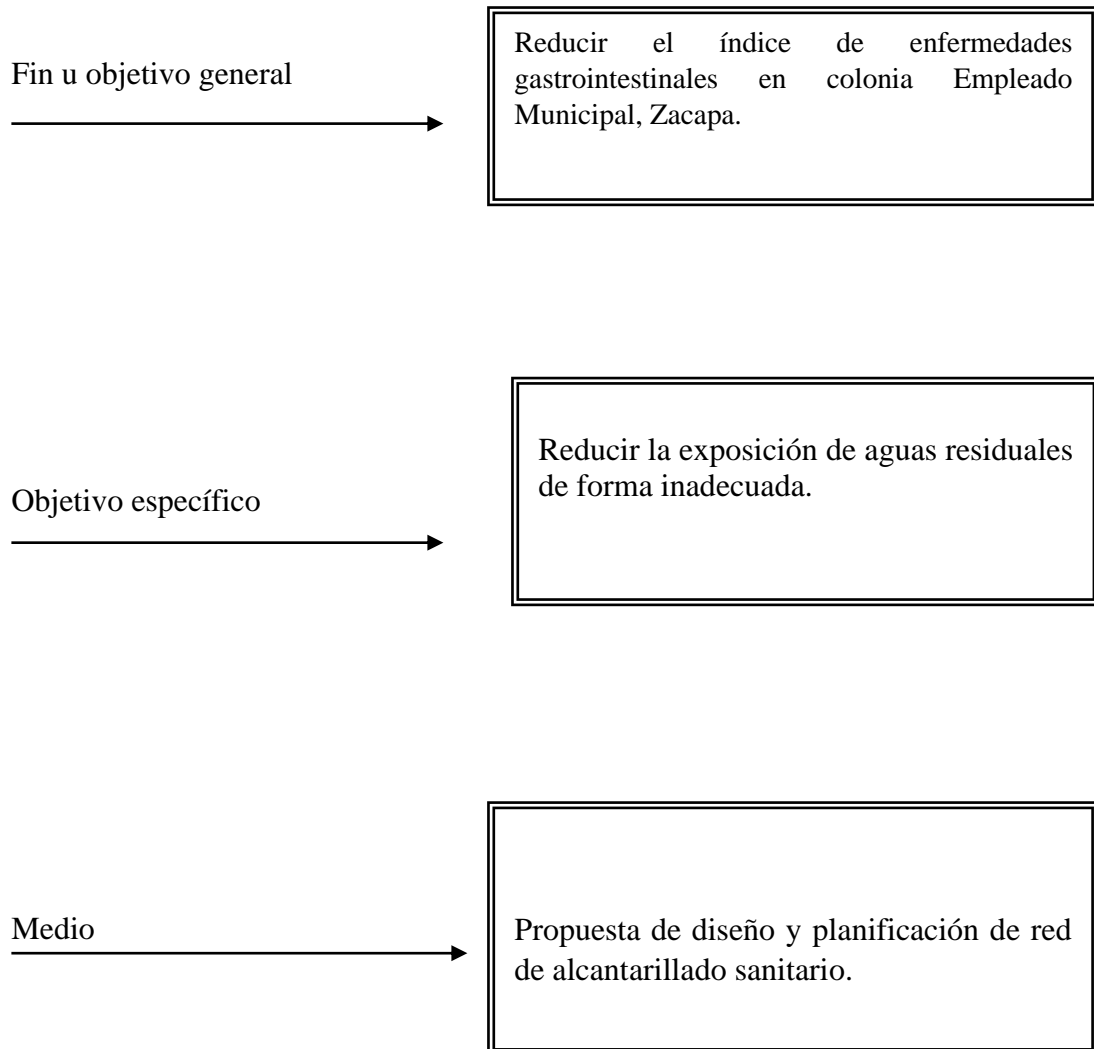 Fin u objetivo general
Reducir el índice de enfermedades
gastrointestinales en colonia Empleado
Municipal, Zacapa.
Objetivo específico
Reducir la exposición de aguas residuales
de forma inadecuada.
Medio
Propuesta de diseño y planificación de red
de alcantarillado sanitario.